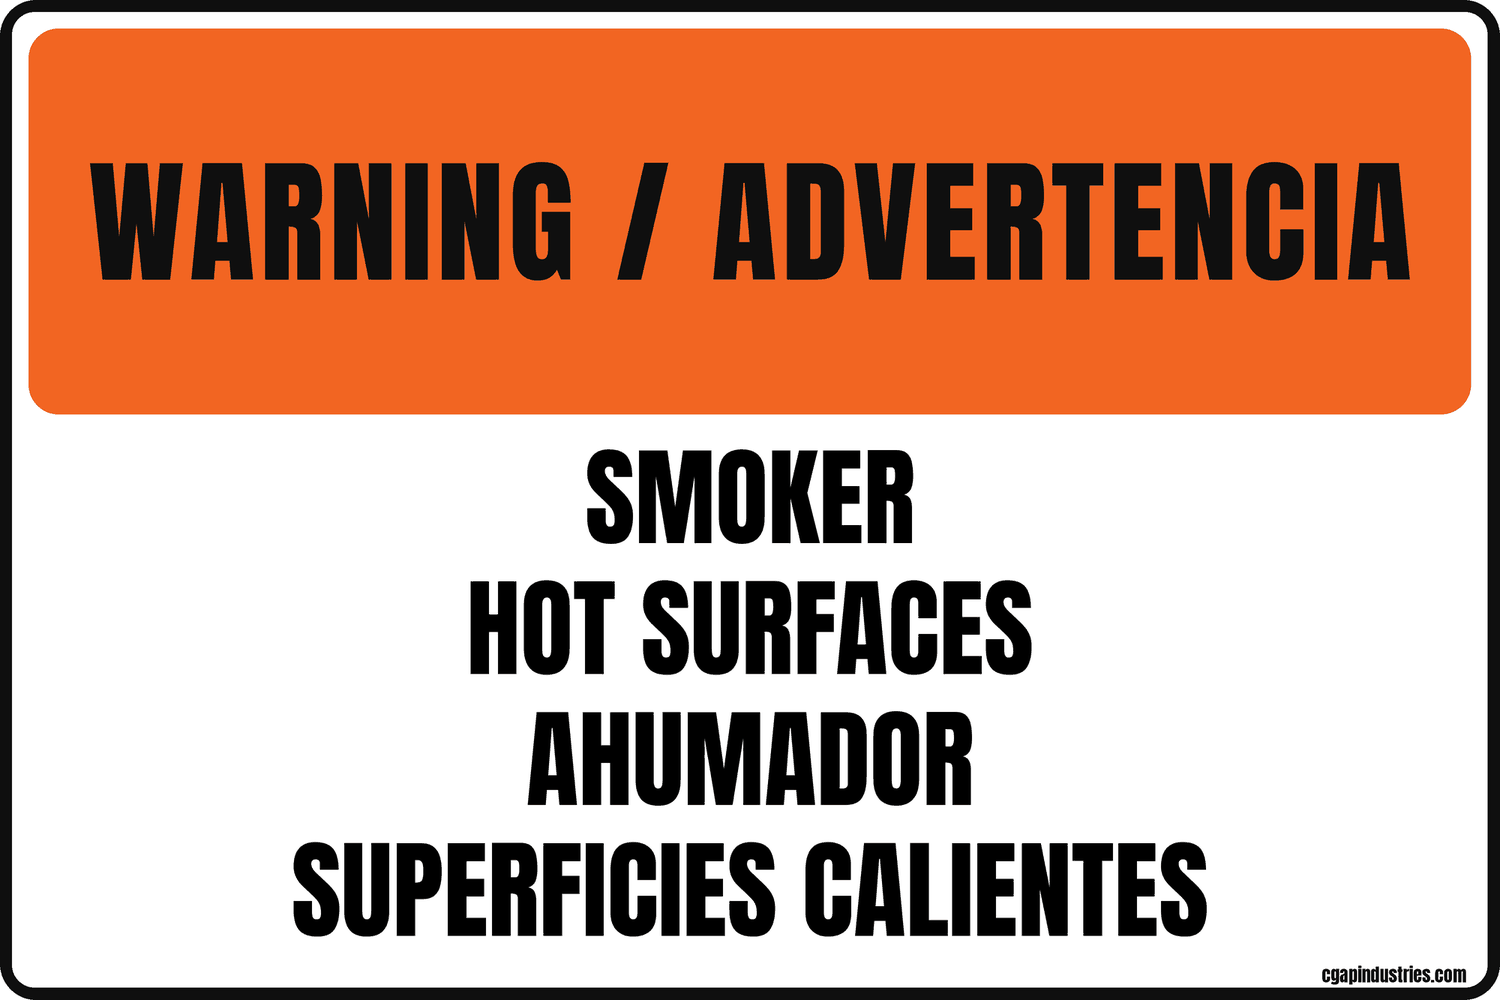 WARNING / ADVERTENCIA
SMOKER
HOT SURFACES
AHUMADOR
SUPERFICIES CALIENTES
cgapindustries.com